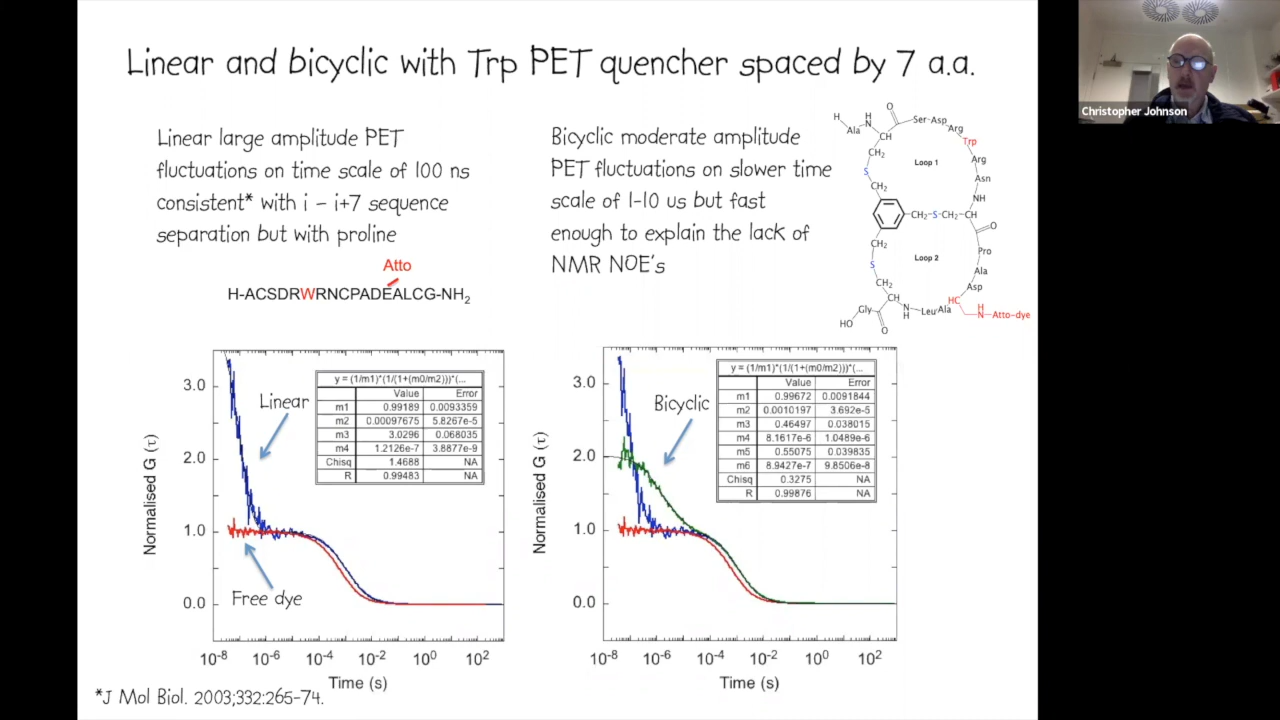 Linear and bicyclic with Trp PET quencher spaced by 7 a.a.
Linear large amplitude PET
fluctuations on time scale of 100 ns
consistent* with i - i+7 sequence
separation but with proline
Atto
H-ACSDRWRNCPADEALCG-NH2
Bicyclic moderate amplitude
PET fluctuations on slower time
scale of 1-10 us but fast
enough to explain the lack of
NMR NOE's
H
Ala
H
N
O
CH
Ser-Asp
Arg
Trp
Arg
Asn
NH
CH2
S
CH2
Loop 1
CH2-S-CH2-CH
O
CH2
S
CH2
Loop 2
Pro
Ala
Asp
HC
H
N
Atto-dye
CH
Gly
HO
O
N
H
Leu
Ala
Normalised G (τ)
3.0
2.0
1.0
0.0
Linear
Free dye
y = (1/m1)*(1/(1+(m0/m2)))*(...
Value Error
m1 0.99189 0.0093359
m2 0.00097675 5.8267e-5
m3 3.0296 0.068035
m4 1.2126e-7 3.8877e-9
Chisq 1.4688 NA
R 0.99483 NA
10-8 10-6 10-4 10-2 100 102
Time (s)
Normalised G (τ)
3.0
2.0
1.0
0.0
Bicyclic
y = (1/m1)*(1/(1+(m0/m2)))*(...
Value Error
m1 0.99672 0.0091844
m2 0.0010197 3.692e-5
m3 0.46497 0.038015
m4 8.1617e-6 1.0489e-6
m5 0.55075 0.039835
m6 8.9427e-7 9.8506e-8
Chisq 0.3275 NA
R 0.99876 NA
10-8 10-6 10-4 10-2 100 102
Time (s)
*J Mol Biol. 2003;332:265-74.
Christopher Johnson